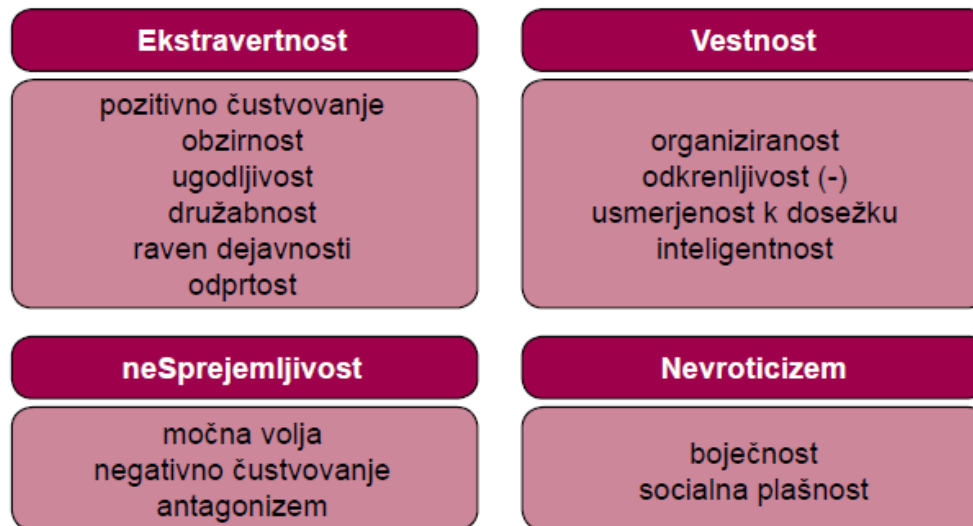 Ekstravertnost
pozitivno čustvovanje
obzirnost
ugodljivost
družabnost
raven dejavnosti
odprtost
Vestnost
organiziranost
odkrenljivost (-)
usmerjenost k dosežku
inteligentnost
neSprejemljivost
močna volja
negativno čustvovanje
antagonizem
Nevroticizem
boječnost
socialna plašnost